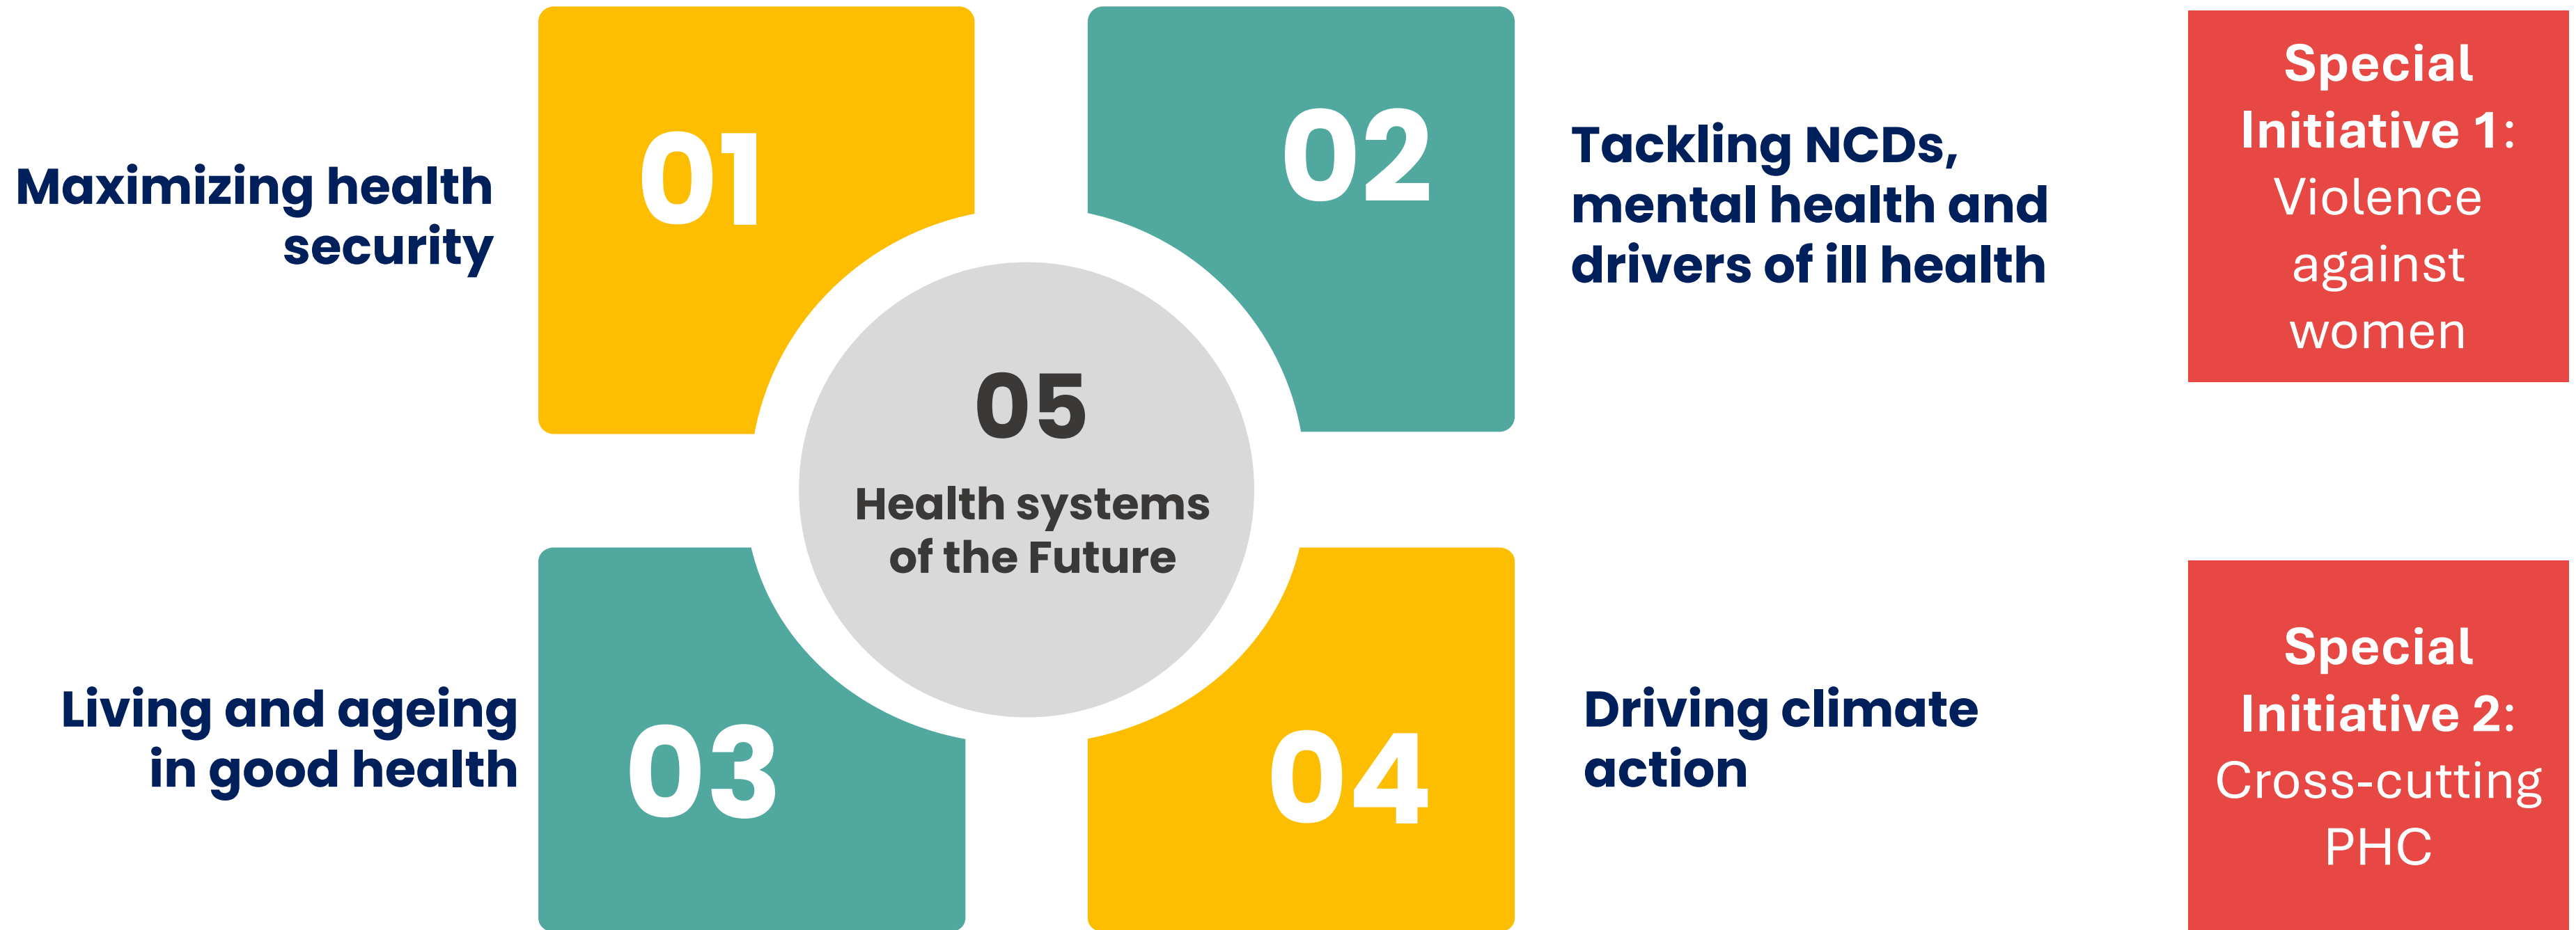 Maximizing health
security
01
02
Tackling NCDs,
mental health and
drivers of ill health
05
Health systems
of the Future
Living and ageing
in good health
03
04
Driving climate
action
Special
Initiative 1:
Violence
against
women
Special
Initiative 2:
Cross-cutting
PHC